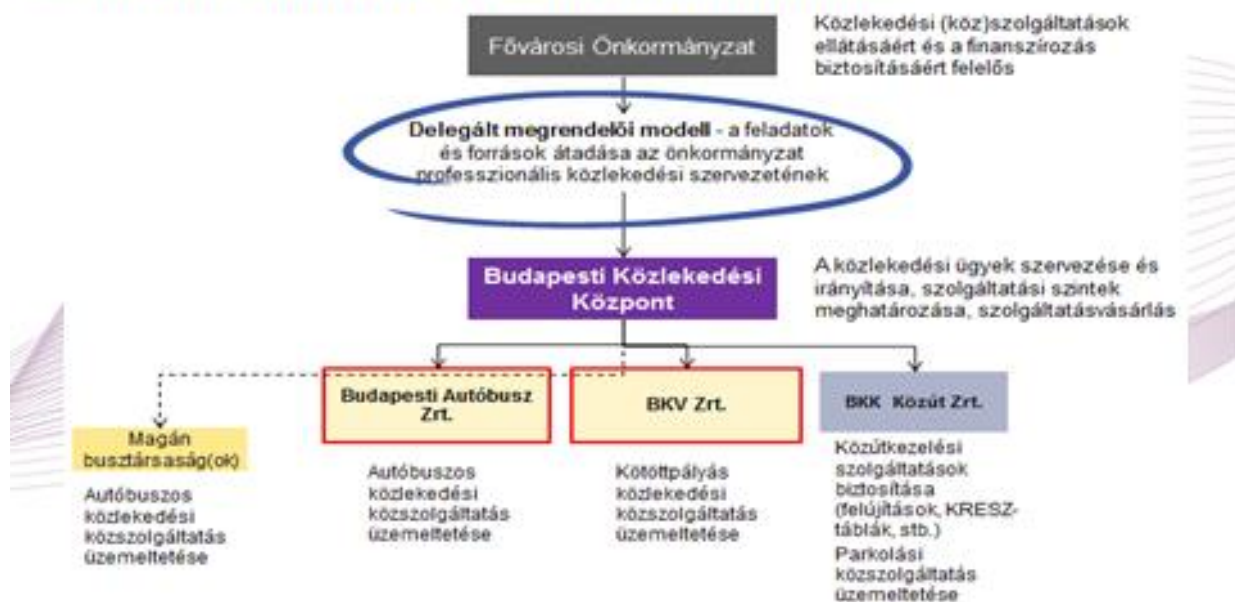 Fővárosi Önkormányzat
Közlekedési (köz)szolgáltatások
ellátásáért és a finanszírozás
biztosításáért felelős
Delegált megrendelői modell - a feladatok
és források átadása az önkormányzat
professzionális közlekedési szervezetének
Budapesti Közlekedési
Központ
A közlekedési ügyek szervezése és
irányítása, szolgáltatási szintek
meghatározása, szolgáltatásvásárlás
Magán
busztársaság(ok)
Autóbuszos
közlekedési
közszolgáltatás
üzemeltetése
Budapesti Autóbusz
Zrt.
Autóbuszos
közlekedési
közszolgáltatás
üzemeltetése
BKV Zrt.
Kötöttpályás
közlekedési
közszolgáltatás
üzemeltetése
BKK Közút Zrt.
Közútkezelési
szolgáltatások
biztosítása
(felújítások, KRESZ-
táblák, stb.)
Parkolási
közszolgáltatás
üzemeltetése